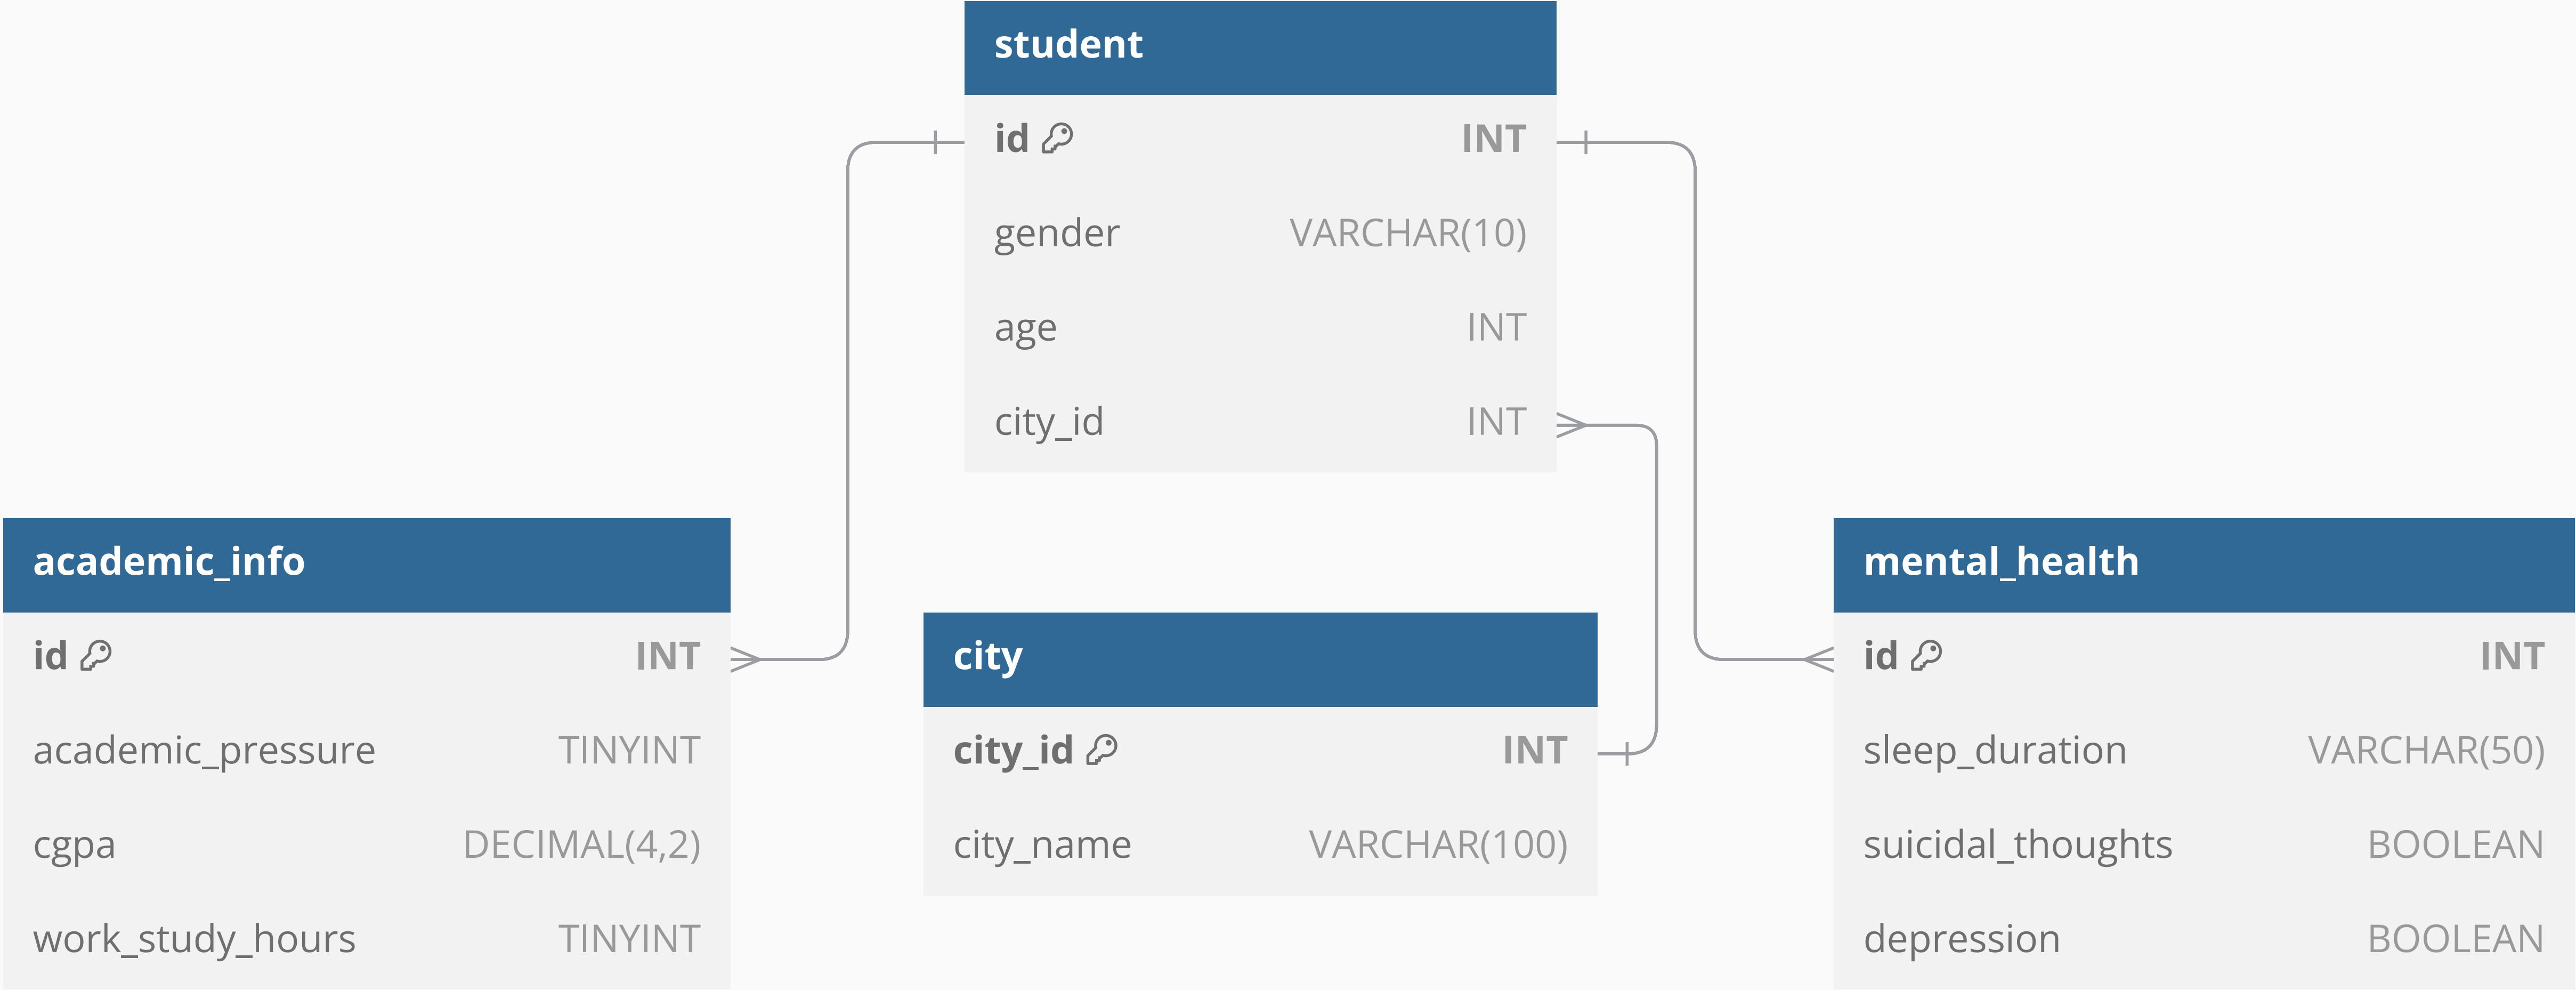 student
id INT
gender VARCHAR(10)
age INT
city_id INT
academic_info
id INT
academic_pressure TINYINT
cgpa DECIMAL(4,2)
work_study_hours TINYINT
city
city_id INT
city_name VARCHAR(100)
mental_health
id INT
sleep_duration VARCHAR(50)
suicidal_thoughts BOOLEAN
depression BOOLEAN